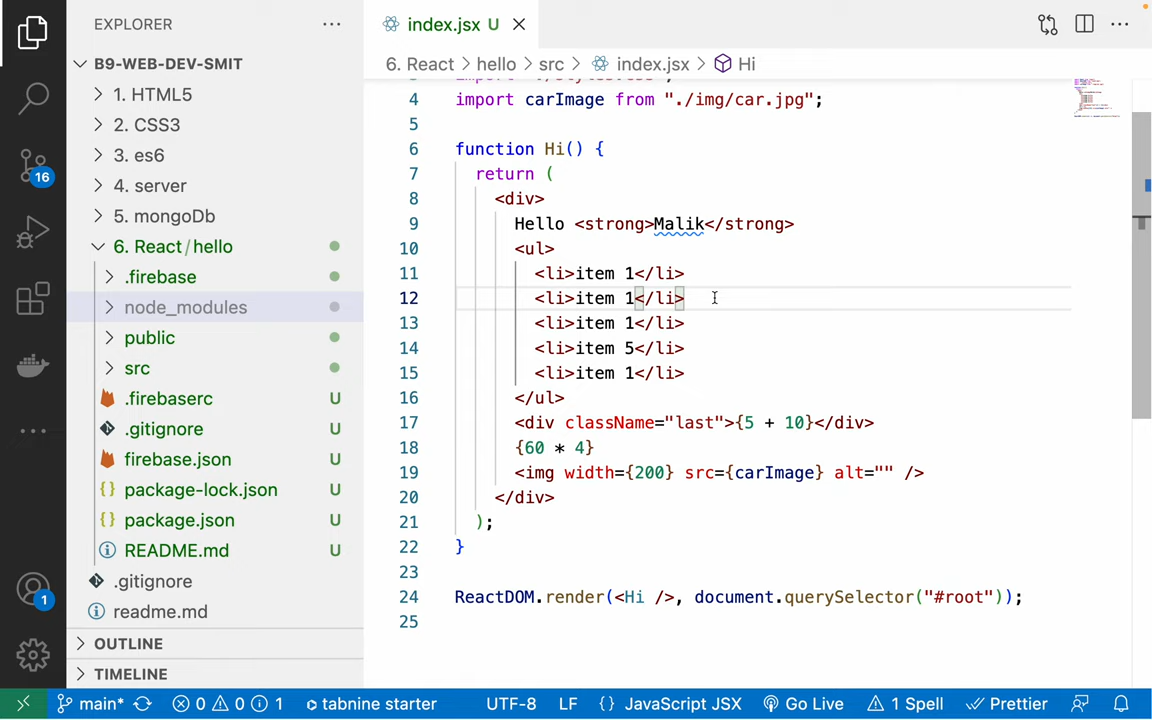 EXPLORER
B9-WEB-DEV-SMIT
1. HTML5
2. CSS3
3. es6
4. server
5. mongoDb
6. React/hello
.firebase
node_modules
public
src
.firebaserc U
.gitignore U
firebase.json U
package-lock.json U
package.json U
README.md U
.gitignore
readme.md
OUTLINE
TIMELINE
16
1
index.jsx U
6. React > hello > src > index.jsx > Hi
4 import carImage from "./img/car.jpg";
5
6 function Hi() {
7 return (
8 <div>
9 Hello <strong>Malik</strong>
10 <ul>
11 <li>item 1</li>
12 <li>item 1</li>
13 <li>item 1</li>
14 <li>item 5</li>
15 <li>item 1</li>
16 </ul>
17 <div className="last">{5 + 10}</div>
18 {60 * 4}
19 <img width={200} src={carImage} alt="" />
20 </div>
21 );
22 }
23
24 ReactDOM.render(<Hi />, document.querySelector("#root"));
25
main* 0 0 1 tabnine starter UTF-8 LF {} JavaScript JSX Go Live 1 Spell Prettier